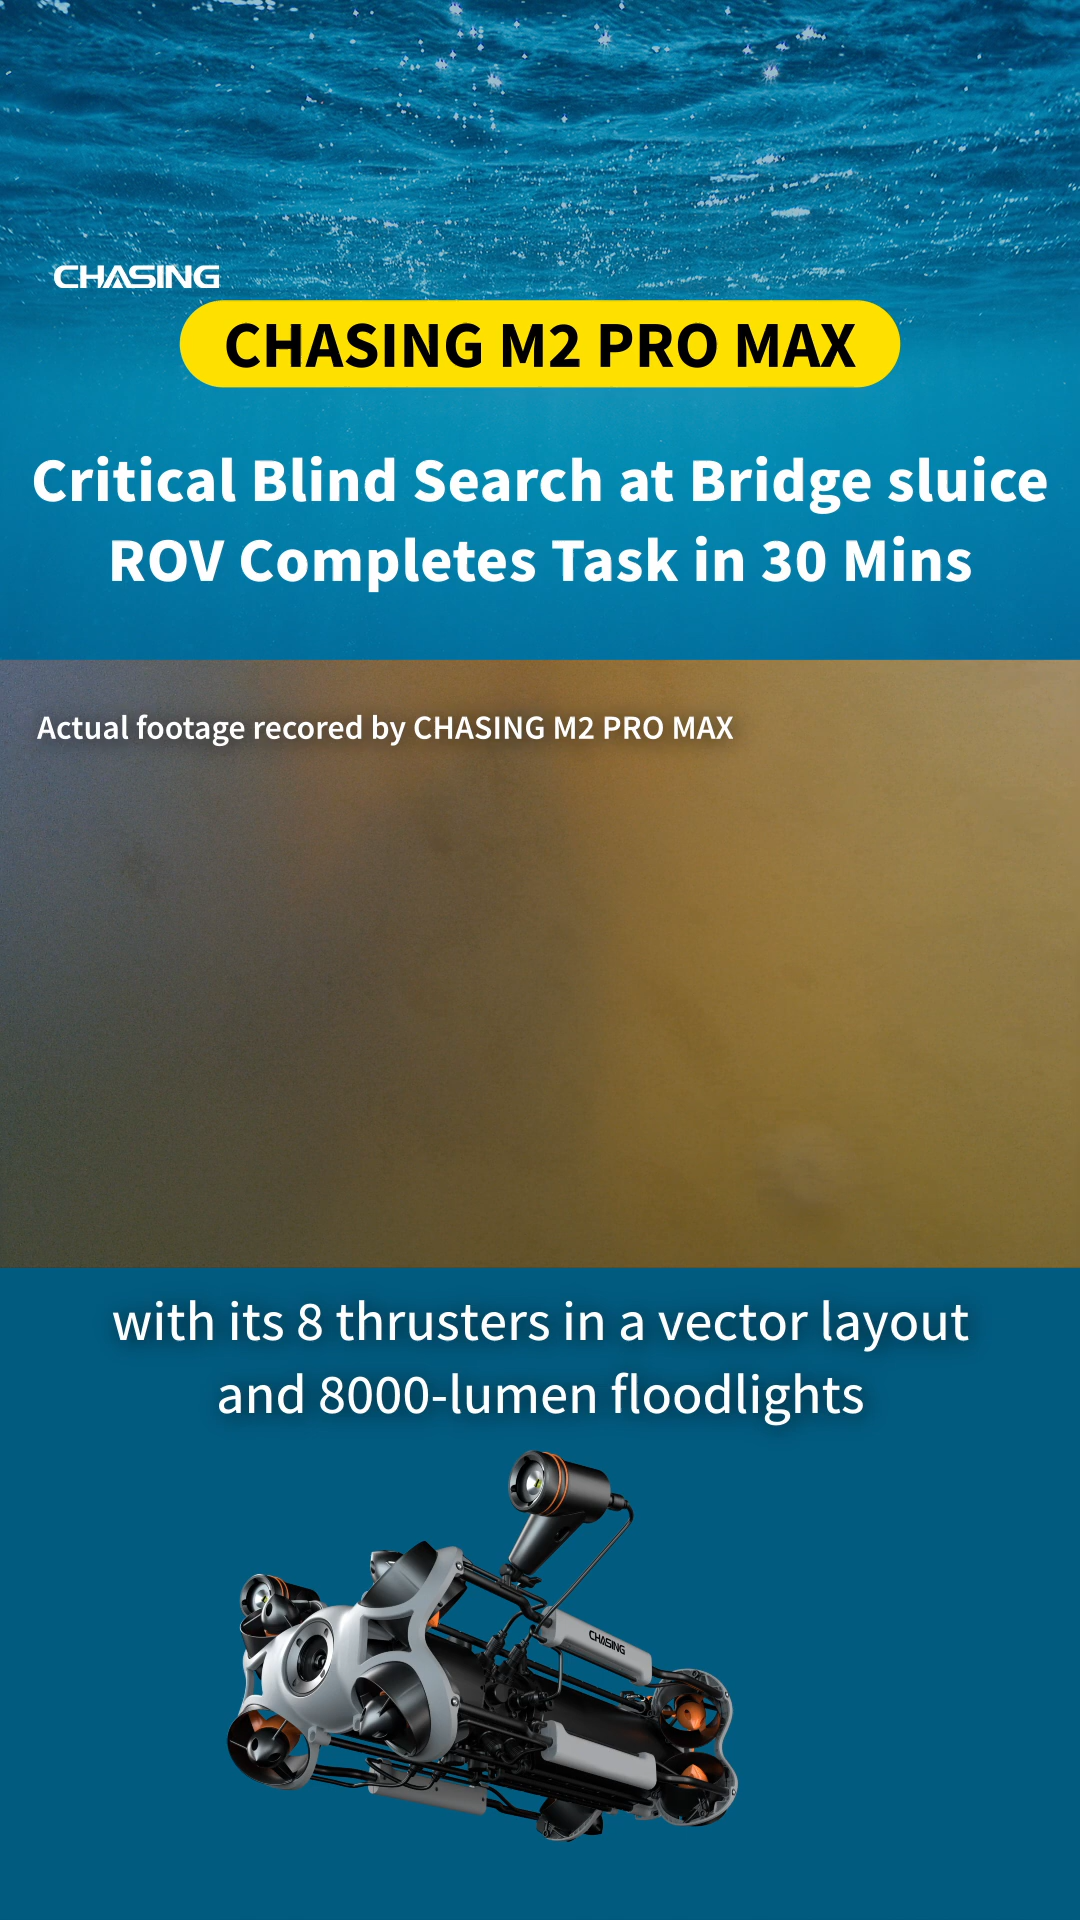 CHASING
CHASING M2 PRO MAX
Critical Blind Search at Bridge sluice
ROV Completes Task in 30 Mins
Actual footage recored by CHASING M2 PRO MAX
with its 8 thrusters in a vector layout
and 8000-lumen floodlights
CHASING